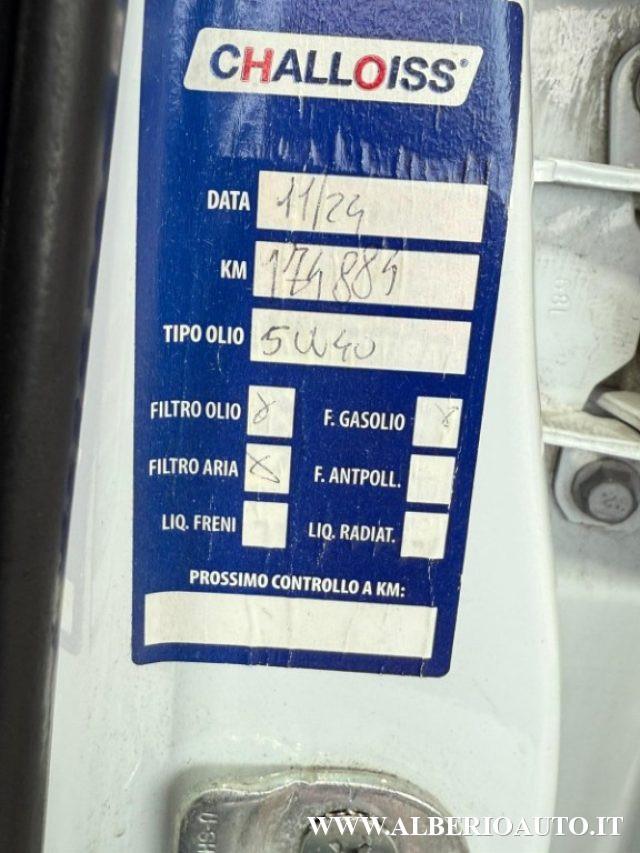 CHALLOISS®
DATA 11/24
KM 174884
TIPO OLIO 5W40
FILTRO OLIO X F. GASOLIO X
FILTRO ARIA X F. ANTPOLL.
LIQ. FRENI LIQ. RADIAT.
PROSSIMO CONTROLLO A KM:
WWW.ALBERIOAUTO.IT